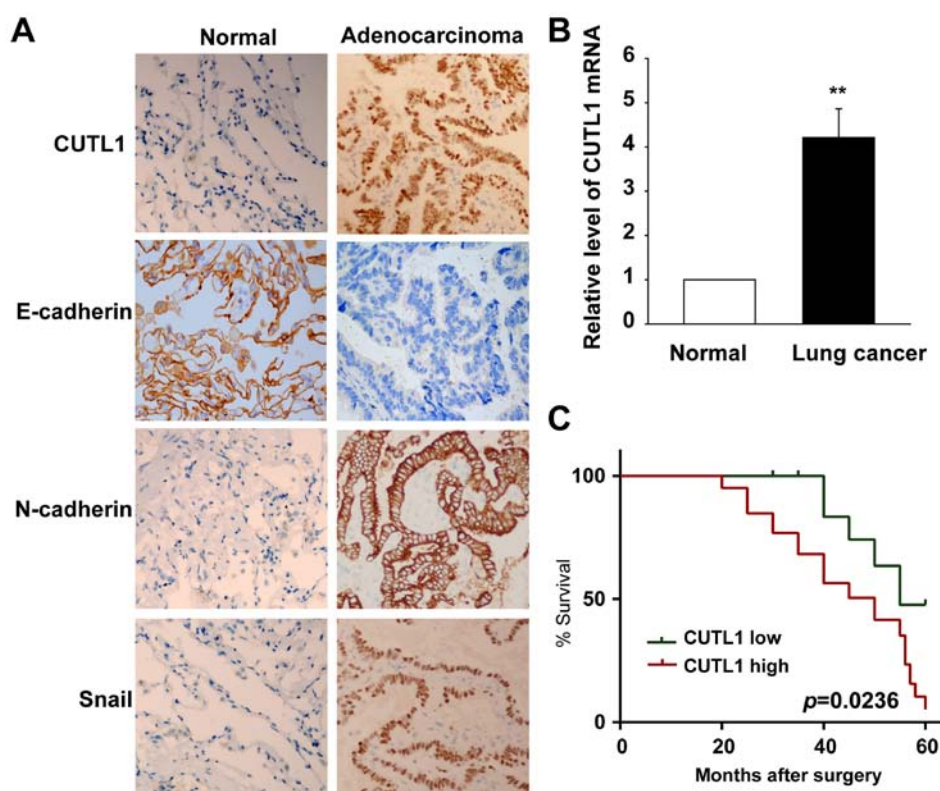 A
Normal
Adenocarcinoma
CUTL1
E-cadherin
N-cadherin
Snail
B
Relative level of CUTL1 mRNA
6
5
4
3
2
1
0
**
Normal
Lung cancer
C
% Survival
100
50
0
CUTL1 low
CUTL1 high
p=0.0236
0
20
40
60
Months after surgery